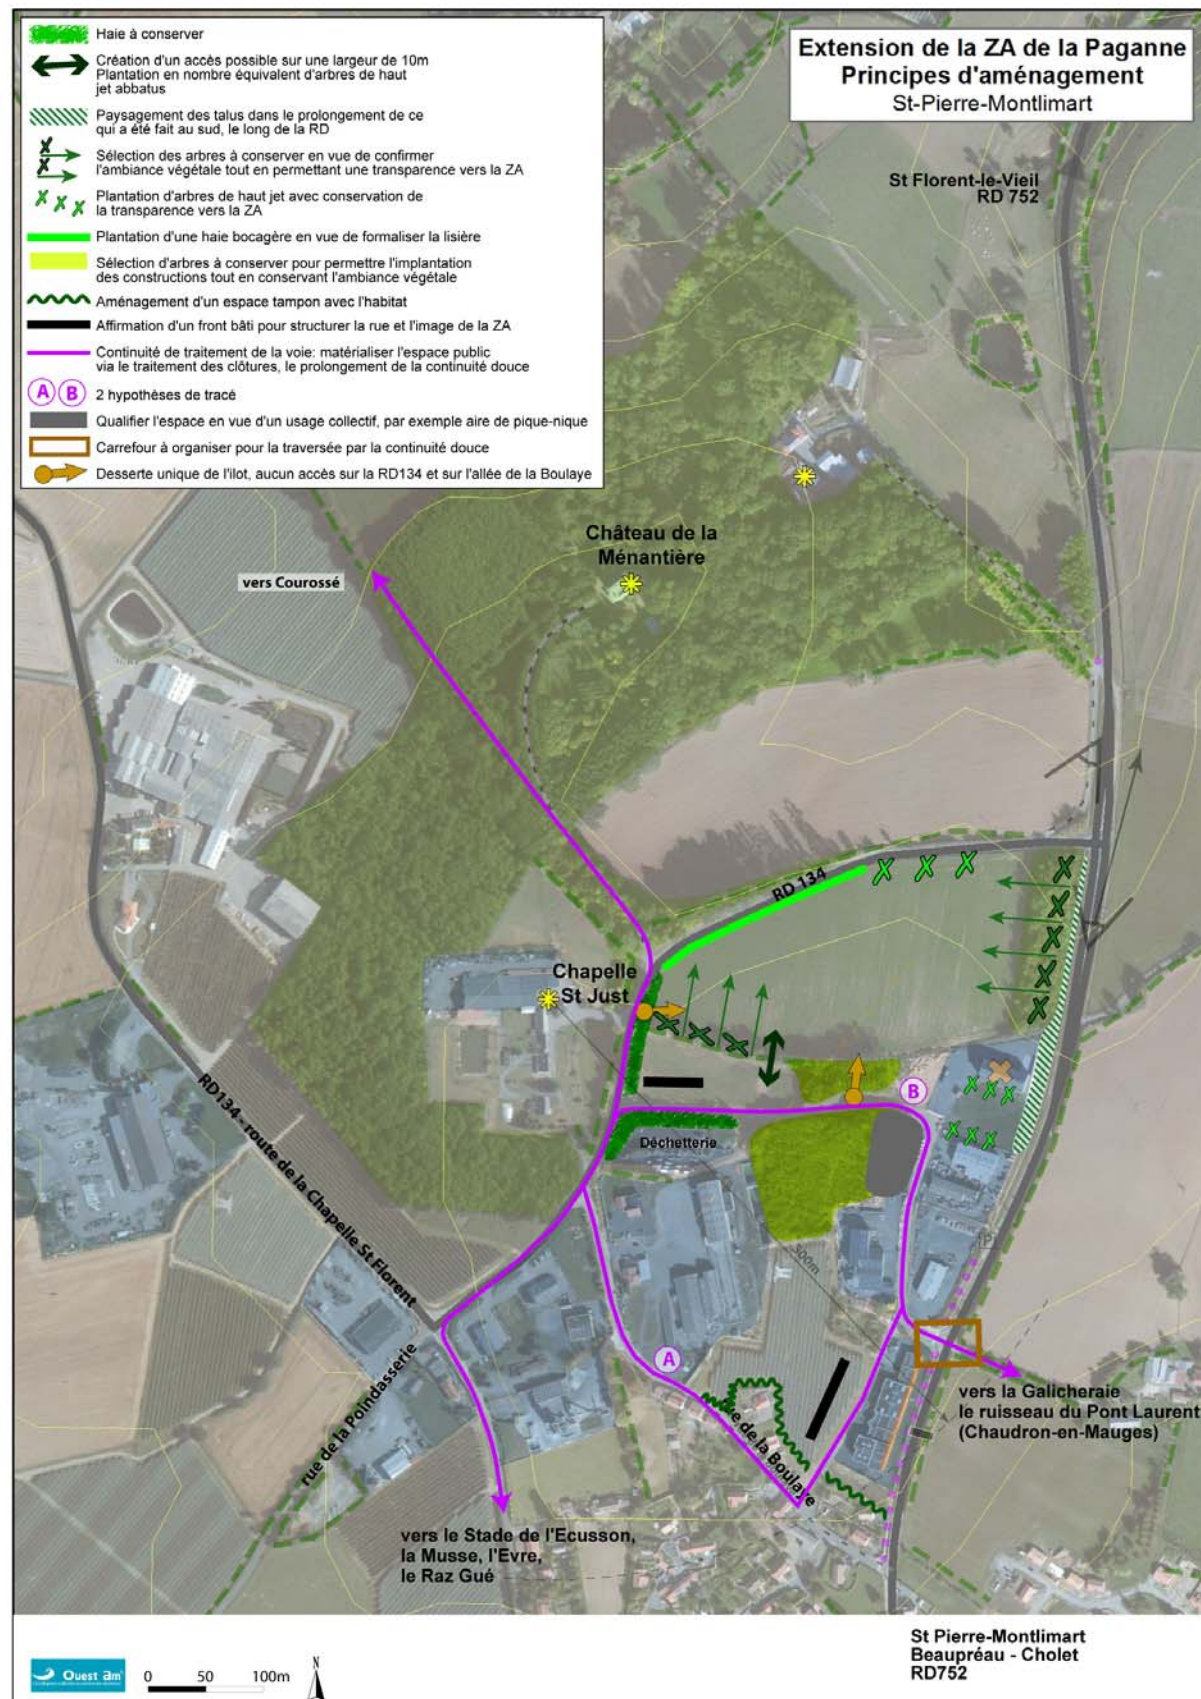 Extension de la ZA de la Paganne
Principes d'aménagement
St-Pierre-Montlimart
Haie à conserver
Création d'un accès possible sur une largeur de 10m
Plantation en nombre équivalent d'arbres de haut
jet abbatus
Paysagement des talus dans le prolongement de ce
qui a été fait au sud, le long de la RD
Sélection des arbres à conserver en vue de confirmer
l'ambiance végétale tout en permettant une transparence vers la ZA
Plantation d'arbres de haut jet avec conservation de
la transparence vers la ZA
Plantation d'une haie bocagère en vue de formaliser la lisière
Sélection d'arbres à conserver pour permettre l'implantation
des constructions tout en conservant l'ambiance végétale
Aménagement d'un espace tampon avec l'habitat
Affirmation d'un front bâti pour structurer la rue et l'image de la ZA
Continuité de traitement de la voie: matérialiser l'espace public
via le traitement des clôtures, le prolongement de la continuité douce
A B 2 hypothèses de tracé
Qualifier l'espace en vue d'un usage collectif, par exemple aire de pique-nique
Carrefour à organiser pour la traversée par la continuité douce
Desserte unique de l'ilot, aucun accès sur la RD134 et sur l'allée de la Boulaye
St Florent-le-Vieil
RD 752
Château de la
Ménantière
vers Courossé
RD 134
Chapelle
St Just
B
Déchetterie
RD134 - route de la Chapelle St Florent
300m
P
A
rue de la Poindasserie
rue de la Boulaye
vers la Galicheraie
le ruisseau du Pont Laurent
(Chaudron-en-Mauges)
vers le Stade de l'Ecusson,
la Musse, l'Evre,
le Raz Gué
St Pierre-Montlimart
Beaupréau - Cholet
RD752
Ouest am'
0 50 100m
N